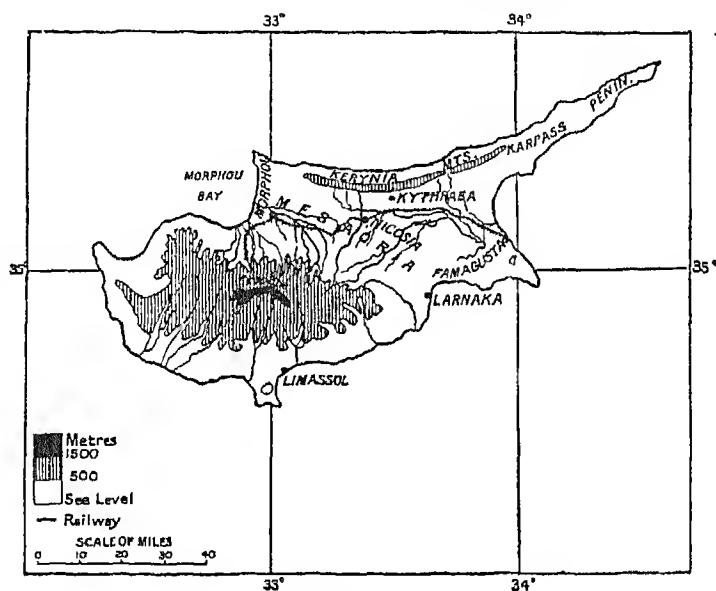 33° 34°
KARPASS PENIN.
KERYNIA MTS.
MORPHOU BAY
MORPHOU
KYTHRAEA
MESAORIA
NICOSIA
35° 35°
FAMAGUSTA
LARNAKA
LIMASSOL
Metres
1500
500
Sea Level
Railway
SCALE OF MILES
0 10 20 30 40
33° 34°